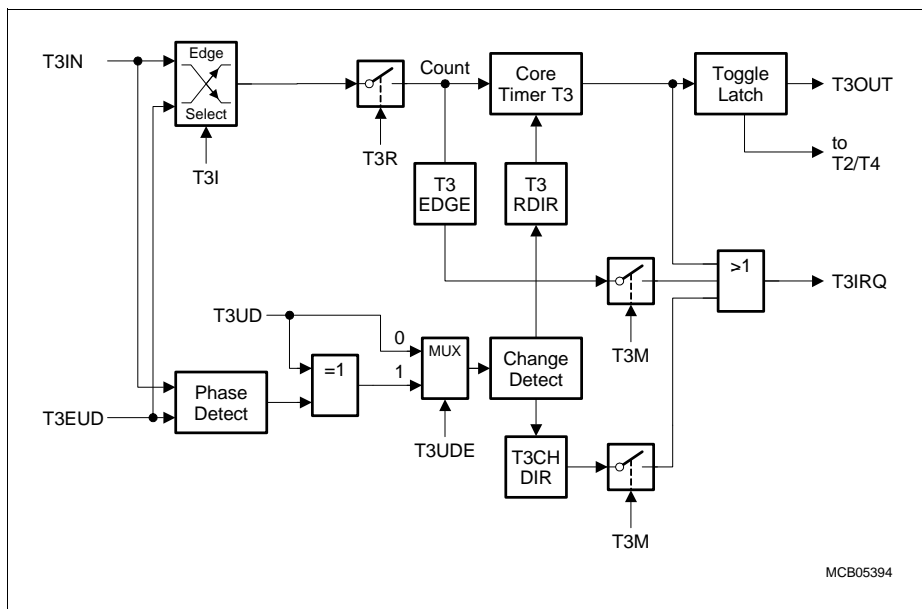 T3IN
Edge
Select
T3I
T3R
Count
Core
Timer T3
Toggle
Latch
T3OUT
to
T2/T4
T3
EDGE
T3
RDIR
≥1
T3IRQ
T3M
T3UD
0
1
MUX
=1
Change
Detect
Phase
Detect
T3EUD
T3UDE
T3CH
DIR
T3M
MCB05394